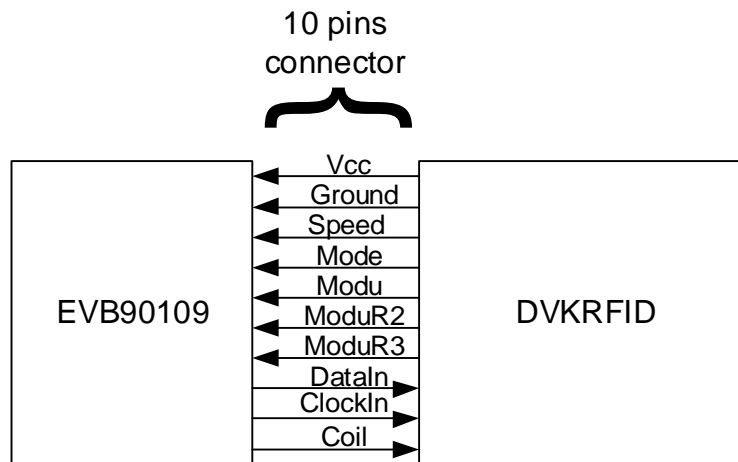 10 pins
connector
Vcc
Ground
Speed
Mode
Modu
EVB90109
DVKRFID
ModuR2
ModuR3
DataIn
ClockIn
Coil